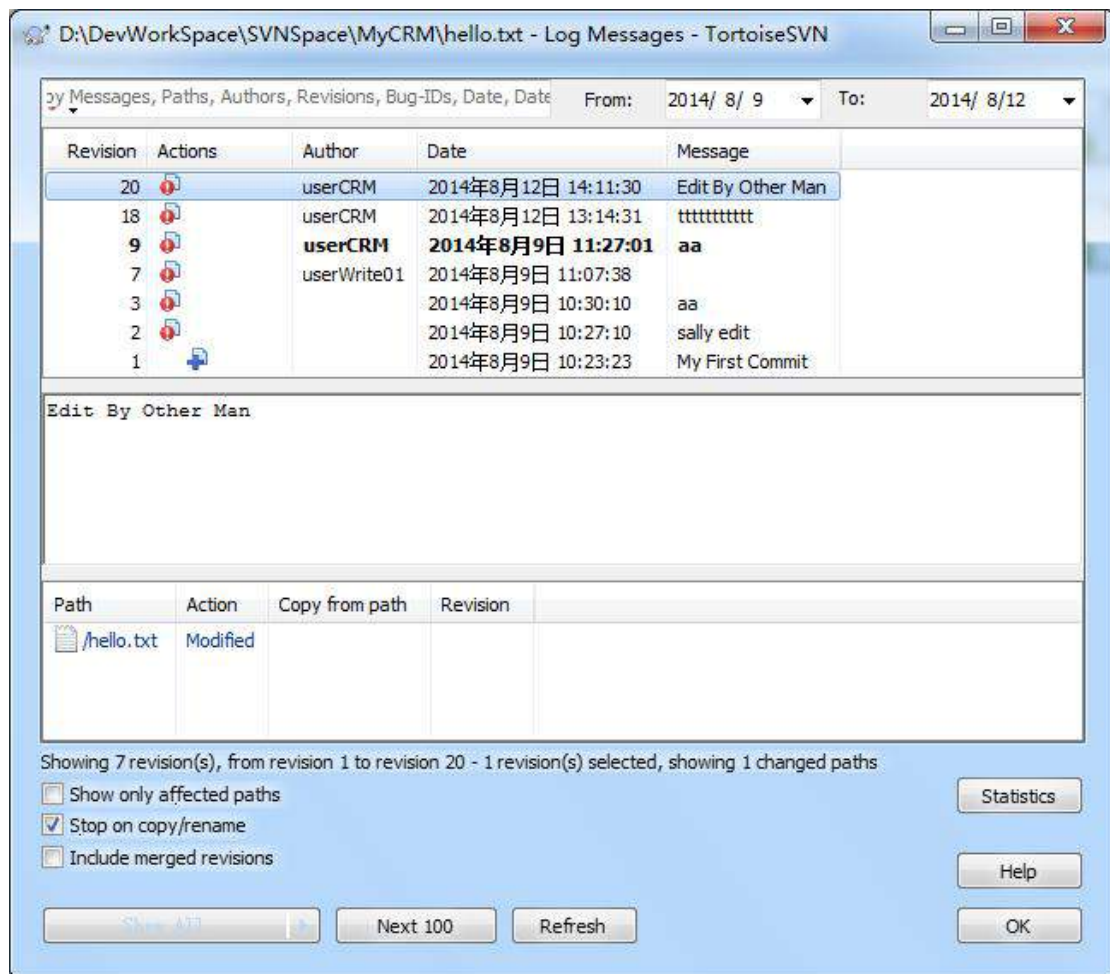 D:\DevWorkSpace\SVNSpace\MyCRM\hello.txt - Log Messages - TortoiseSVN
by Messages, Paths, Authors, Revisions, Bug-IDs, Date, Date From: 2014/ 8/ 9 To: 2014/ 8/12
Revision Actions Author Date Message
20 userCRM 2014年8月12日 14:11:30 Edit By Other Man
18 userCRM 2014年8月12日 13:14:31 ttttttttttt
9 userCRM 2014年8月9日 11:27:01 aa
7 userWrite01 2014年8月9日 11:07:38
3 2014年8月9日 10:30:10 aa
2 2014年8月9日 10:27:10 sally edit
1 2014年8月9日 10:23:23 My First Commit
Edit By Other Man
Path Action Copy from path Revision
/hello.txt Modified
Showing 7 revision(s), from revision 1 to revision 20 - 1 revision(s) selected, showing 1 changed paths
Show only affected paths
Statistics
Stop on copy/rename
Include merged revisions
Help
Show All Next 100 Refresh OK